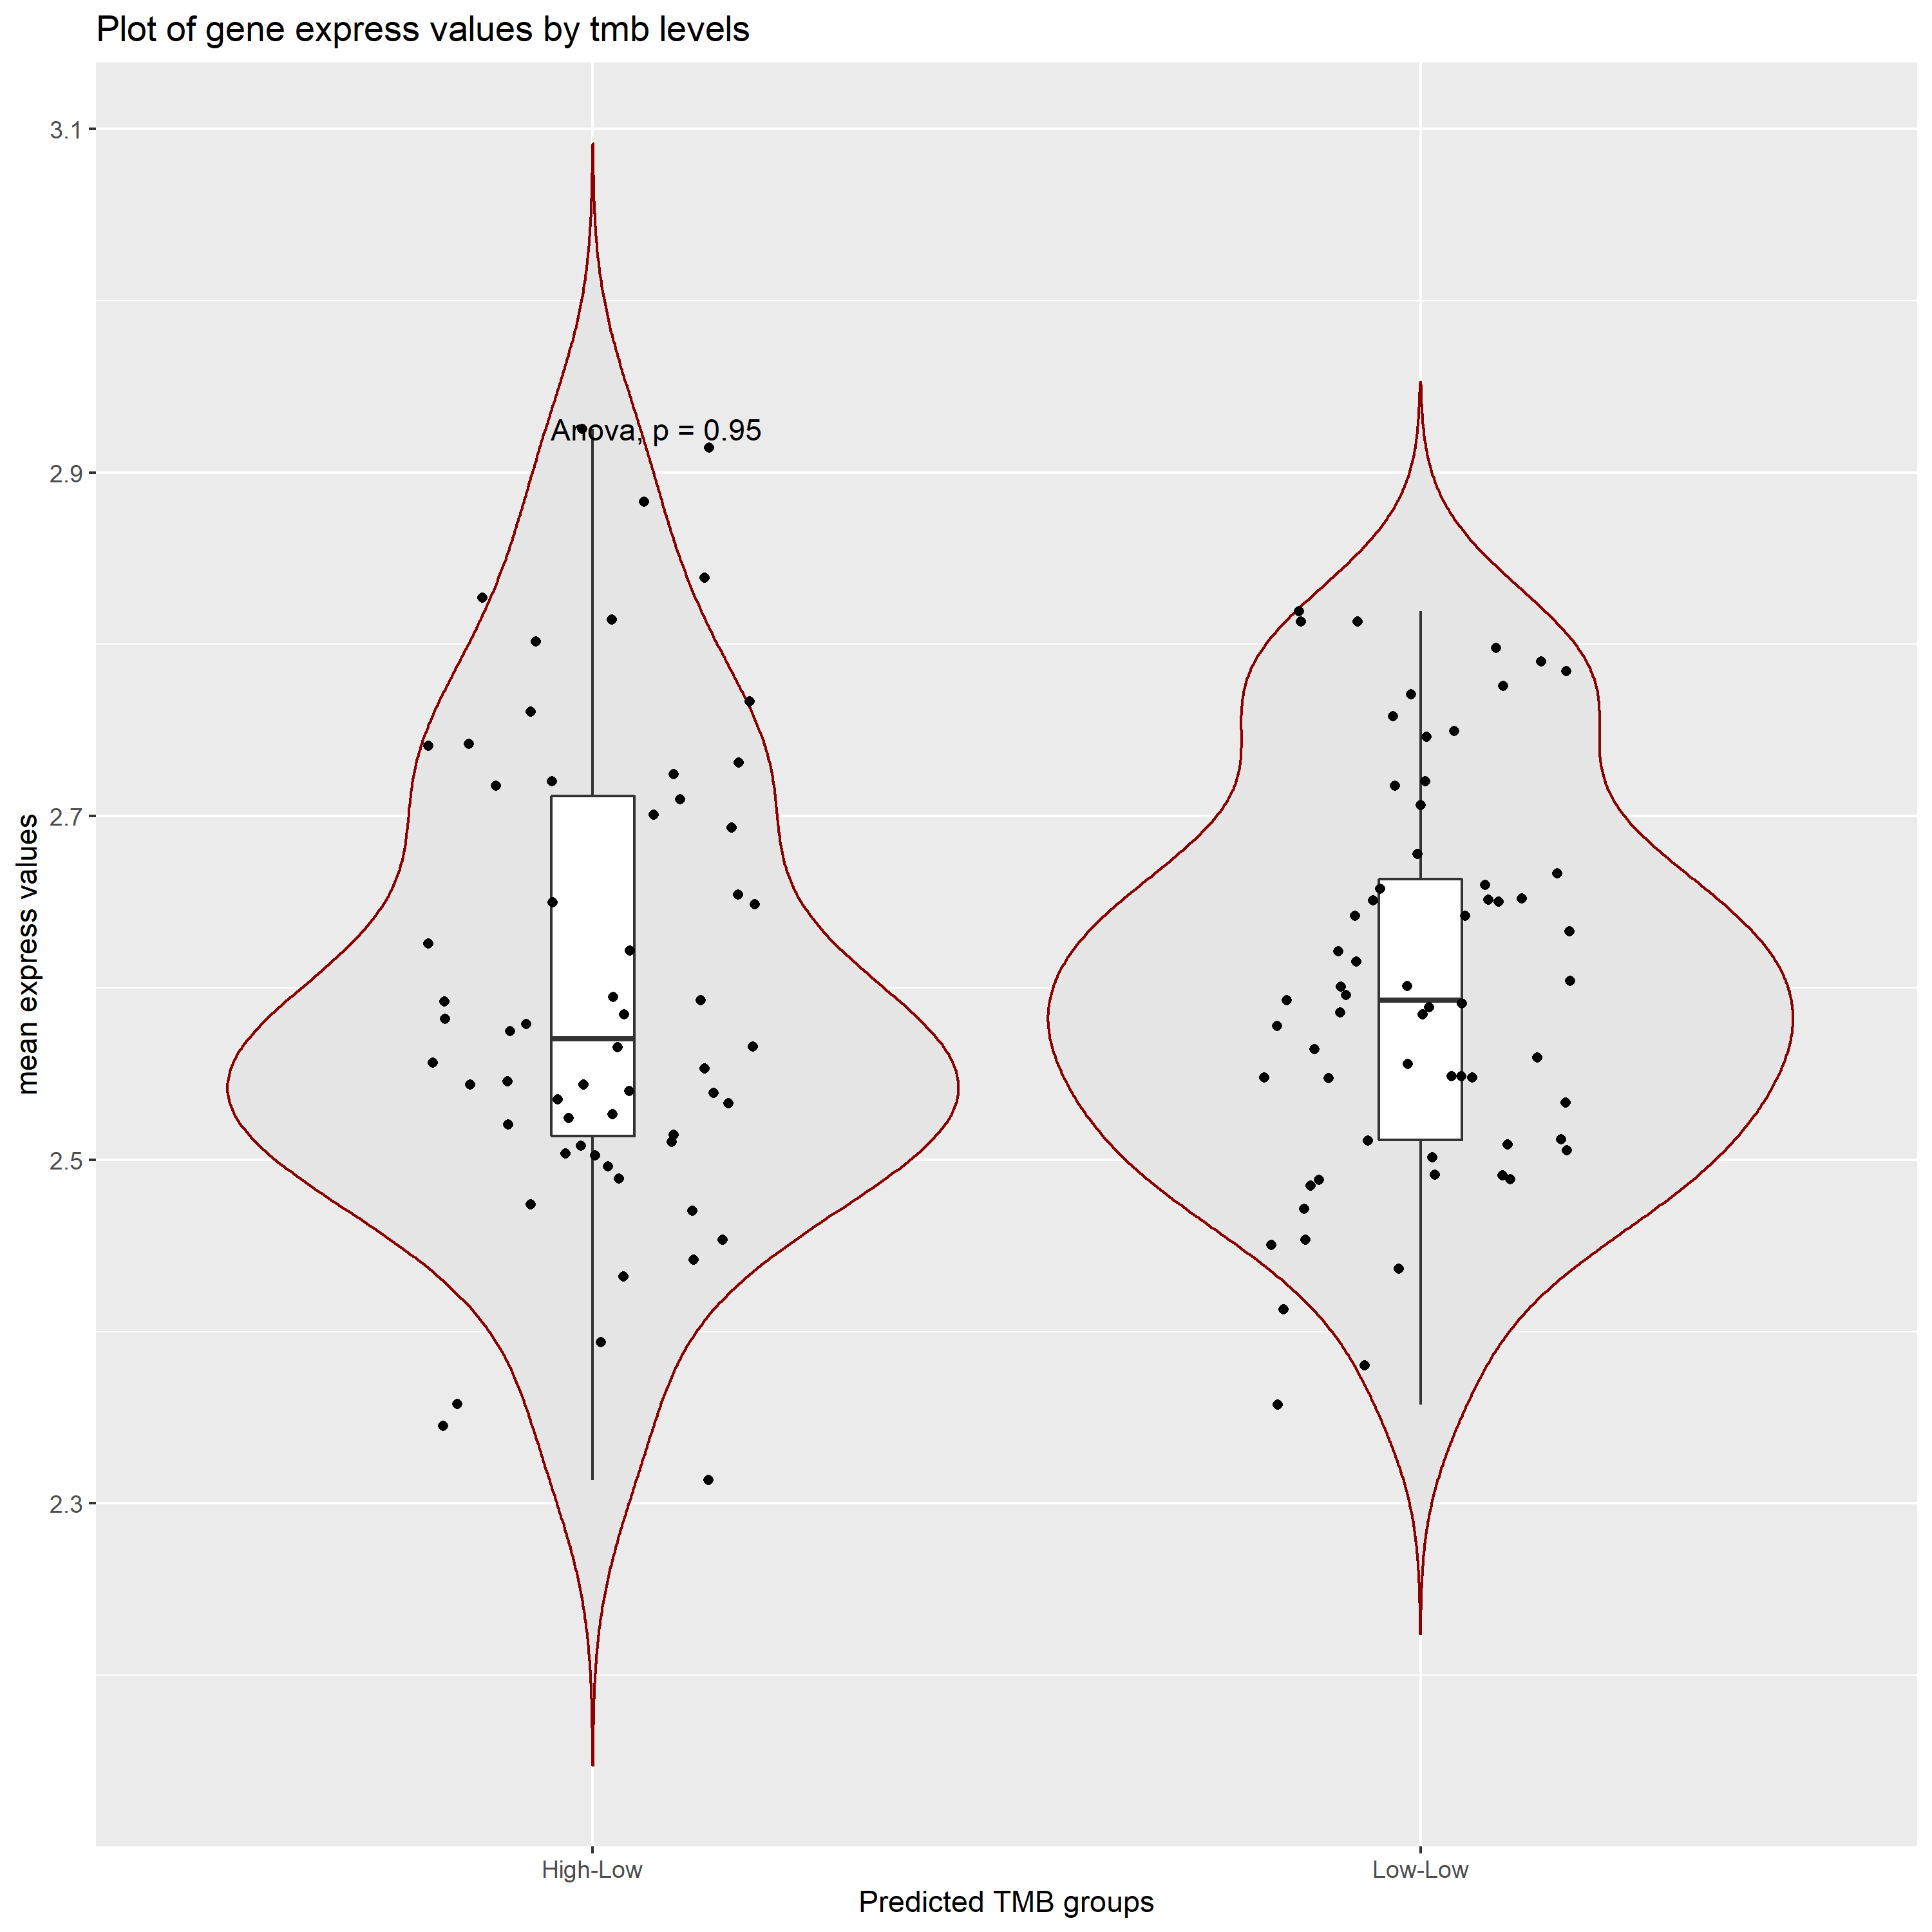 Plot of gene express values by tmb levels
3.1
2.9
2.7
2.5
2.3
mean express values
Anova, p = 0.95
High-Low
Low-Low
Predicted TMB groups